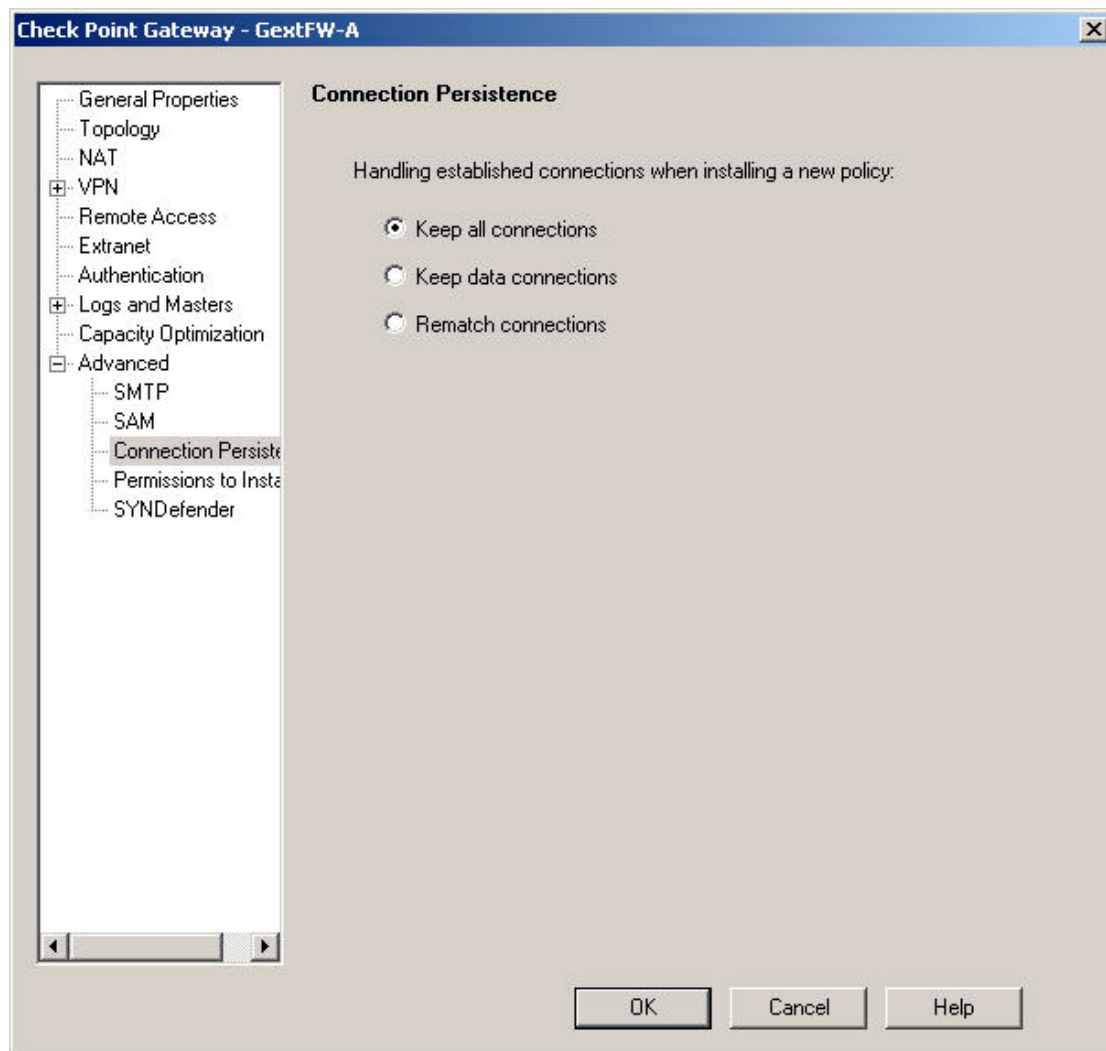 Check Point Gateway - GextFW-A
General Properties
Topology
NAT
VPN
Remote Access
Extranet
Authentication
Logs and Masters
Capacity Optimization
Advanced
SMTP
SAM
Connection Persiste
Permissions to Insta
SYNDefender
Connection Persistence
Handling established connections when installing a new policy:
Keep all connections
Keep data connections
Rematch connections
OK
Cancel
Help